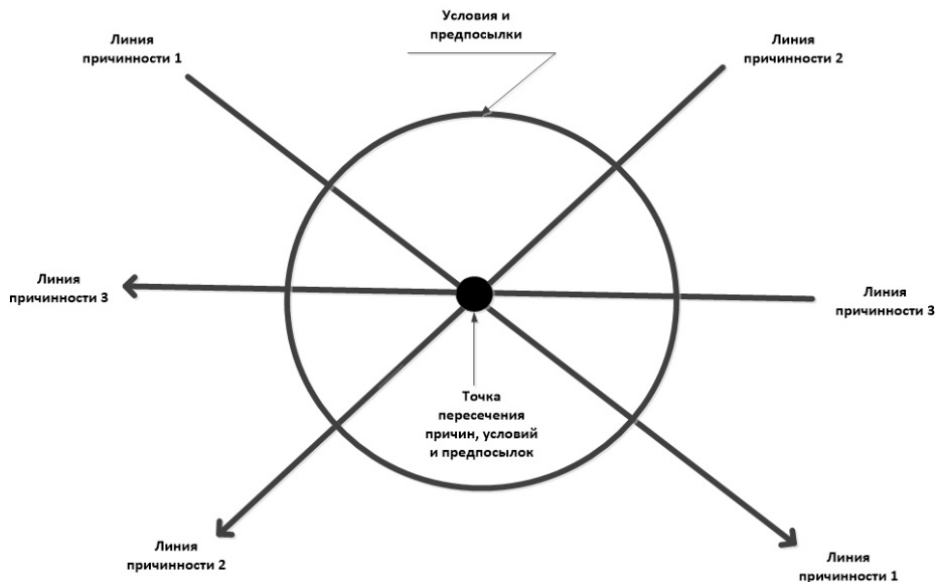 Условия и
предпосылки
Линия
причинности 1
Линия
причинности 2
Линия
причинности 3
Линия
причинности 3
Точка
пересечения
причин, условий
и предпосылок
Линия
причинности 2
Линия
причинности 1